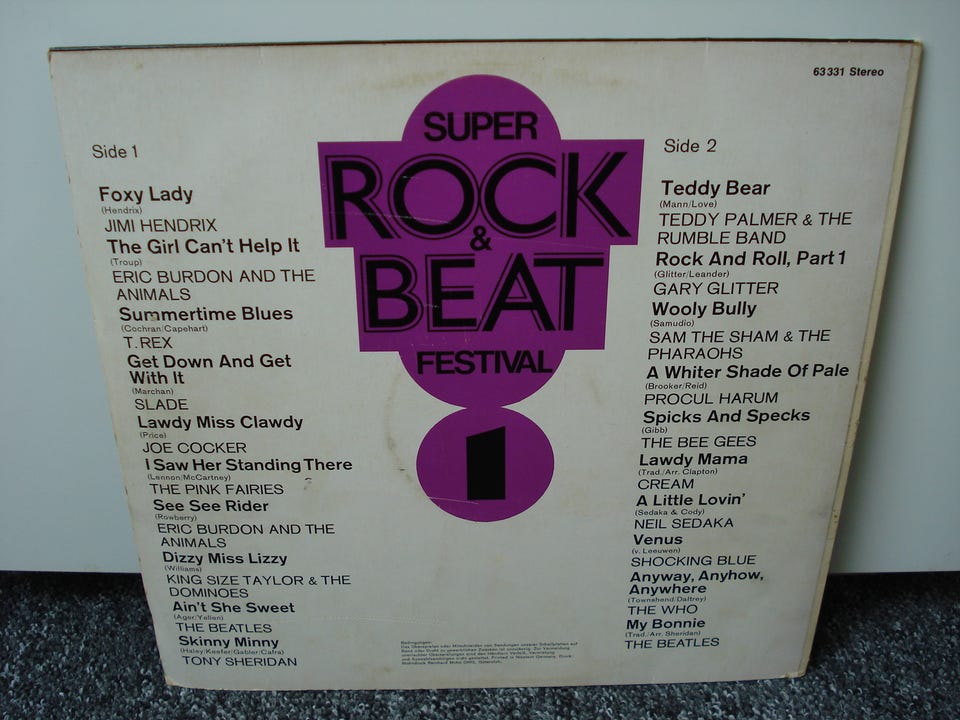 63331 Stereo
SUPER
ROCK
&
BEAT
FESTIVAL
1
Side 1
Foxy Lady
(Hendrix)
JIMI HENDRIX
The Girl Can't Help It
(Troup)
ERIC BURDON AND THE
ANIMALS
Summertime Blues
(Cochran/Capehart)
T. REX
Get Down And Get
With It
(Marchan)
SLADE
Lawdy Miss Clawdy
(Price)
JOE COCKER
I Saw Her Standing There
(Lennon/McCartney)
THE PINK FAIRIES
See See Rider
(Rowberry)
ERIC BURDON AND THE
ANIMALS
Dizzy Miss Lizzy
(Williams)
KING SIZE TAYLOR & THE
DOMINOES
Ain't She Sweet
(Ager/Yellen)
THE BEATLES
Skinny Minny
(Haley/Keefer/Gabler/Cafra)
TONY SHERIDAN
Side 2
Teddy Bear
(Mann/Love)
TEDDY PALMER & THE
RUMBLE BAND
Rock And Roll, Part 1
(Glitter/Leander)
GARY GLITTER
Wooly Bully
(Samudio)
SAM THE SHAM & THE
PHARAOHS
A Whiter Shade Of Pale
(Brooker/Reid)
PROCUL HARUM
Spicks And Specks
(Gibb)
THE BEE GEES
Lawdy Mama
(Trad./Arr. Clapton)
CREAM
A Little Lovin'
(Sedaka & Cody)
NEIL SEDAKA
Venus
(v. Leeuwen)
SHOCKING BLUE
Anyway, Anyhow,
Anywhere
(Townshend/Daltrey)
THE WHO
My Bonnie
(Trad./Arr. Sheridan)
THE BEATLES
Bedingungen: